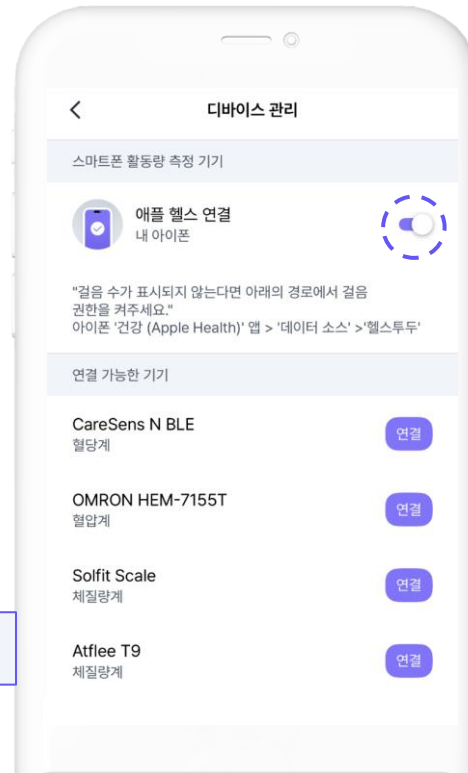 디바이스 관리
스마트폰 활동량 측정 기기
애플 헬스 연결
내 아이폰
"걸음 수가 표시되지 않는다면 아래의 경로에서 걸음
권한을 켜주세요."
아이폰 '건강 (Apple Health)' 앱 > '데이터 소스' >'헬스투두'
연결 가능한 기기
CareSens N BLE
혈당계
연결
OMRON HEM-7155T
혈압계
연결
Solfit Scale
체질량계
연결
Atflee T9
체질량계
연결